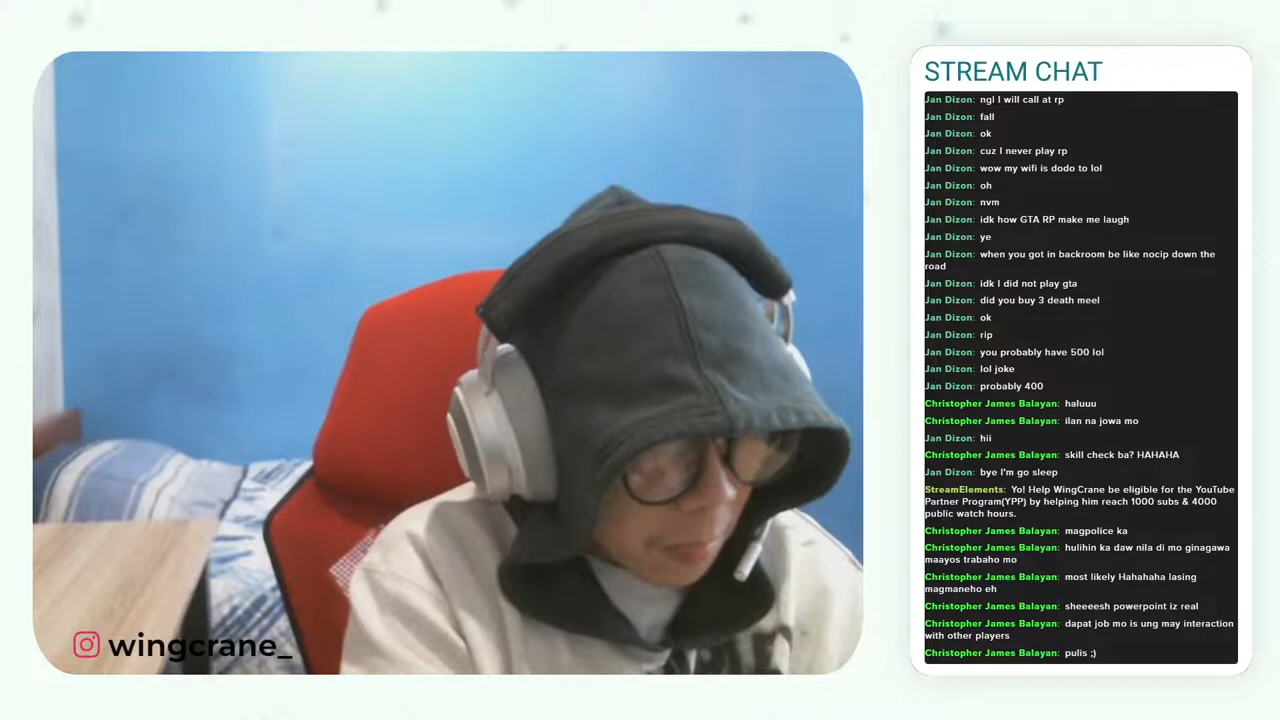 STREAM CHAT
Jan Dizon: ngl I will call at rp
Jan Dizon: fall
Jan Dizon: ok
Jan Dizon: cuz I never play rp
Jan Dizon: wow my wifi is dodo to lol
Jan Dizon: oh
Jan Dizon: nvm
Jan Dizon: idk how GTA RP make me laugh
Jan Dizon: ye
Jan Dizon: when you got in backroom be like nocip down the
road
Jan Dizon: idk I did not play gta
Jan Dizon: did you buy 3 death meel
Jan Dizon: ok
Jan Dizon: rip
Jan Dizon: you probably have 500 lol
Jan Dizon: lol joke
Jan Dizon: probably 400
Christopher James Balayan: haluuu
Christopher James Balayan: ilan na jowa mo
Jan Dizon: hii
Christopher James Balayan: skill check ba? HAHAHA
Jan Dizon: bye I'm go sleep
StreamElements: Yo! Help WingCrane be eligible for the YouTube
Partner Program(YPP) by helping him reach 1000 subs & 4000
public watch hours.
Christopher James Balayan: magpolice ka
Christopher James Balayan: hulihin ka daw nila di mo ginagawa
maayos trabaho mo
Christopher James Balayan: most likely Hahahaha lasing
magmaneho eh
Christopher James Balayan: sheeeesh powerpoint iz real
Christopher James Balayan: dapat job mo is ung may interaction
with other players
Christopher James Balayan: pulis ;)
wingcrane_